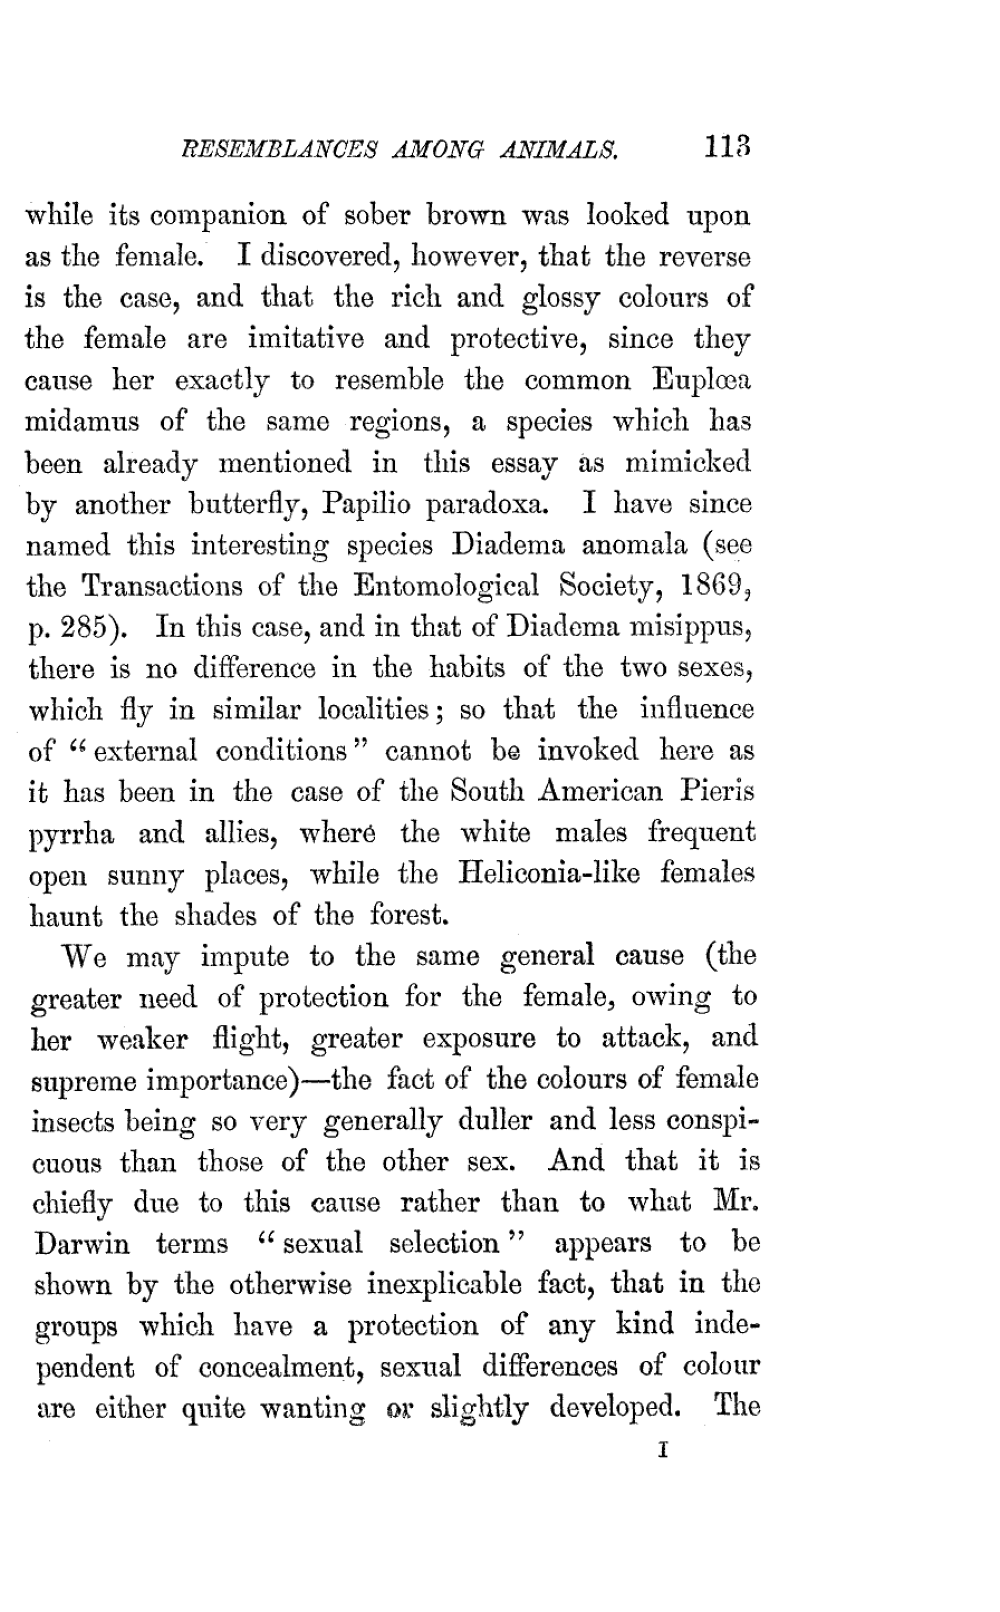 RESEMBLANCES AMONG ANIMALS. 113
while its companion of sober brown was looked upon
as the female. I discovered, however, that the reverse
is the case, and that the rich and glossy colours of
the female are imitative and protective, since they
cause her exactly to resemble the common Euplœa
midamus of the same regions, a species which has
been already mentioned in this essay as mimicked
by another butterfly, Papilio paradoxa. I have since
named this interesting species Diadema anomala (see
the Transactions of the Entomological Society, 1869,
p. 285). In this case, and in that of Diadema misippus,
there is no difference in the habits of the two sexes,
which fly in similar localities; so that the influence
of "external conditions" cannot be invoked here as
it has been in the case of the South American Pieris
pyrrha and allies, where the white males frequent
open sunny places, while the Heliconia-like females
haunt the shades of the forest.
We may impute to the same general cause (the
greater need of protection for the female, owing to
her weaker flight, greater exposure to attack, and
supreme importance)—the fact of the colours of female
insects being so very generally duller and less conspi-
cuous than those of the other sex. And that it is
chiefly due to this cause rather than to what Mr.
Darwin terms "sexual selection" appears to be
shown by the otherwise inexplicable fact, that in the
groups which have a protection of any kind inde-
pendent of concealment, sexual differences of colour
are either quite wanting or slightly developed. The
I